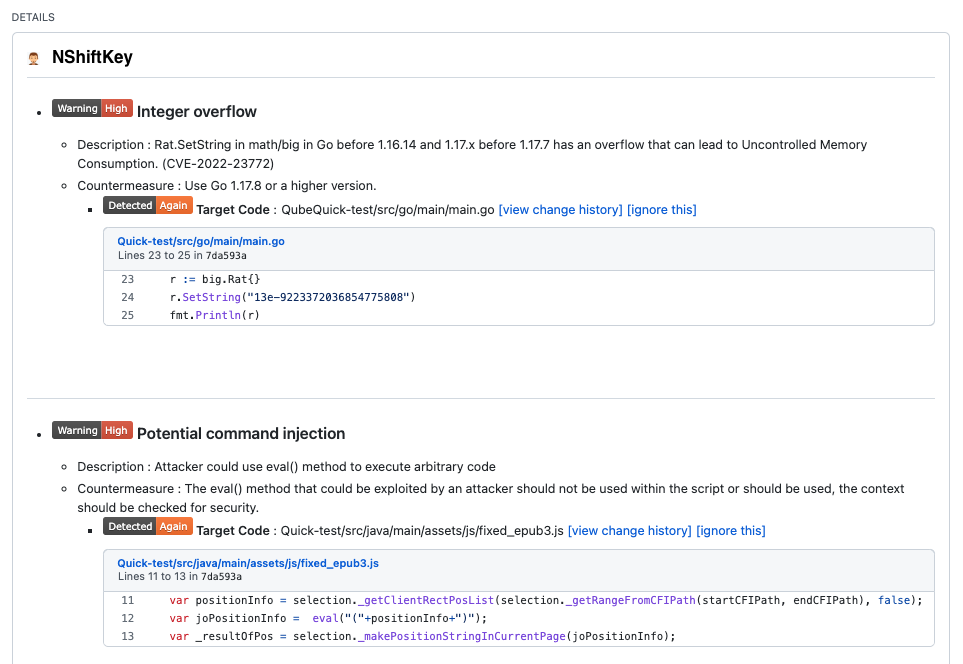 DETAILS
NShiftKey
Warning High Integer overflow
Description : Rat.SetString in math/big in Go before 1.16.14 and 1.17.x before 1.17.7 has an overflow that can lead to Uncontrolled Memory
Consumption. (CVE-2022-23772)
Countermeasure : Use Go 1.17.8 or a higher version.
Detected Again Target Code : QubeQuick-test/src/go/main/main.go [view change history] [ignore this]
Quick-test/src/go/main/main.go
Lines 23 to 25 in 7da593a
23 r := big.Rat{}
24 r.SetString("13e-9223372036854775808")
25 fmt.Println(r)
Warning High Potential command injection
Description : Attacker could use eval() method to execute arbitrary code
Countermeasure : The eval() method that could be exploited by an attacker should not be used within the script or should be used, the context
should be checked for security.
Detected Again Target Code : Quick-test/src/java/main/assets/js/fixed_epub3.js [view change history] [ignore this]
Quick-test/src/java/main/assets/js/fixed_epub3.js
Lines 11 to 13 in 7da593a
11 var positionInfo = selection._getClientRectPosList(selection._getRangeFromCFIPath(startCFIPath, endCFIPath), false);
12 var joPositionInfo = eval("("+positionInfo+")");
13 var _resultOfPos = selection._makePositionStringInCurrentPage(joPositionInfo);